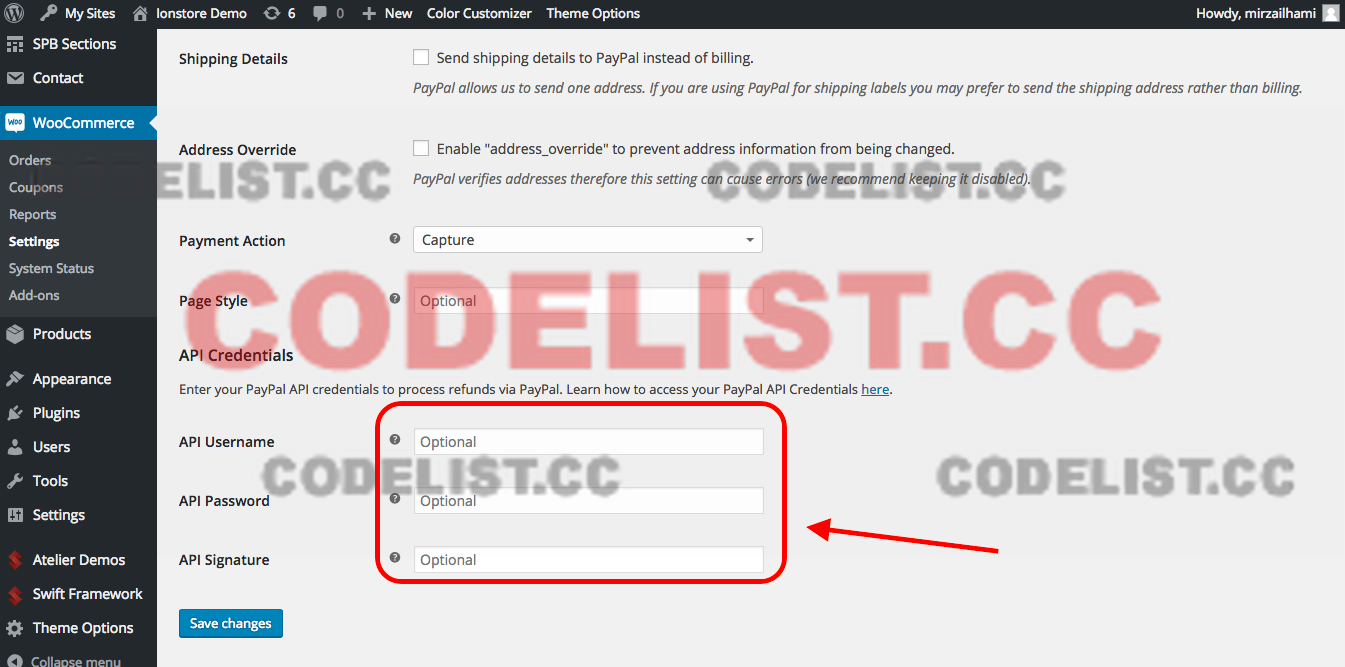 My Sites Ionstore Demo 6 0 New Color Customizer Theme Options Howdy, mirzailhami
SPB Sections
Contact
WooCommerce
Orders
Coupons
Reports
Settings
System Status
Add-ons
Products
Appearance
Plugins
Users
Tools
Settings
Atelier Demos
Swift Framework
Theme Options
Collapse menu
Shipping Details
Send shipping details to PayPal instead of billing.
PayPal allows us to send one address. If you are using PayPal for shipping labels you may prefer to send the shipping address rather than billing.
Address Override
Enable "address_override" to prevent address information from being changed.
PayPal verifies addresses therefore this setting can cause errors (we recommend keeping it disabled).
ELIST.CC
CODELIST.CC
Payment Action
Capture
CODELIST.CC
Page Style
Optional
API Credentials
Enter your PayPal API credentials to process refunds via PayPal. Learn how to access your PayPal API Credentials here.
API Username
Optional
CODELIST.CC
CODELIST.CC
API Password
Optional
API Signature
Optional
Save changes